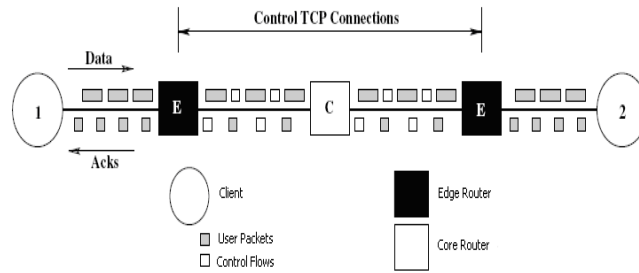 Control TCP Connections
Data
1
E
C
E
2
Acks
Client
Edge Router
User Packets
Core Router
Control Flows